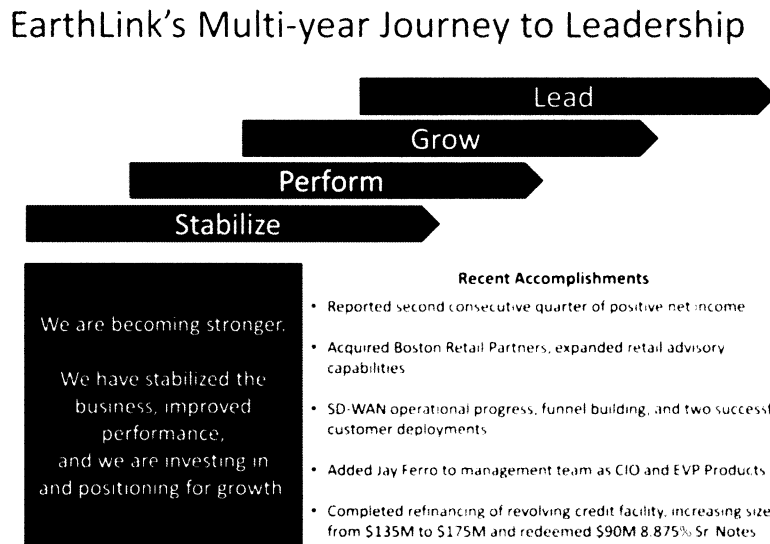 EarthLink's Multi-year Journey to Leadership
Lead
Grow
Perform
Stabilize
We are becoming stronger.
We have stabilized the
business, improved
performance,
and we are investing in
and positioning for growth
Recent Accomplishments
• Reported second consecutive quarter of positive net income
• Acquired Boston Retail Partners, expanded retail advisory
capabilities
• SD-WAN operational progress, funnel building, and two successf
customer deployments
• Added Jay Ferro to management team as CIO and EVP Products
• Completed refinancing of revolving credit facility, increasing size
from $135M to $175M and redeemed $90M 8.875% Sr. Notes